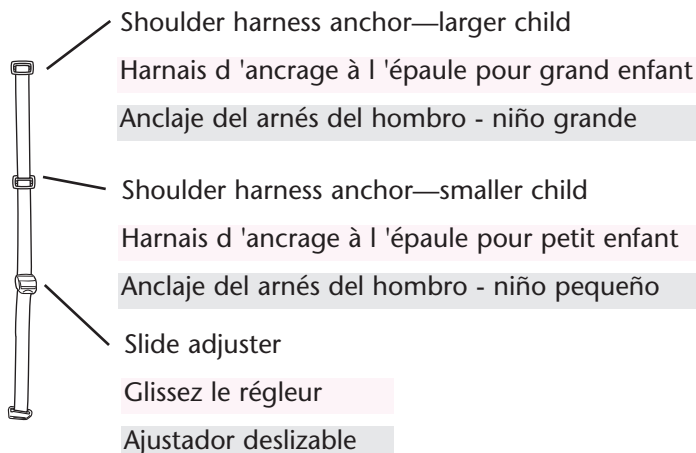 Shoulder harness anchor—larger child
Harnais d 'ancrage à l 'épaule pour grand enfant
Anclaje del arnés del hombro - niño grande
Shoulder harness anchor—smaller child
Harnais d 'ancrage à l 'épaule pour petit enfant
Anclaje del arnés del hombro - niño pequeño
Slide adjuster
Glissez le régleur
Ajustador deslizable